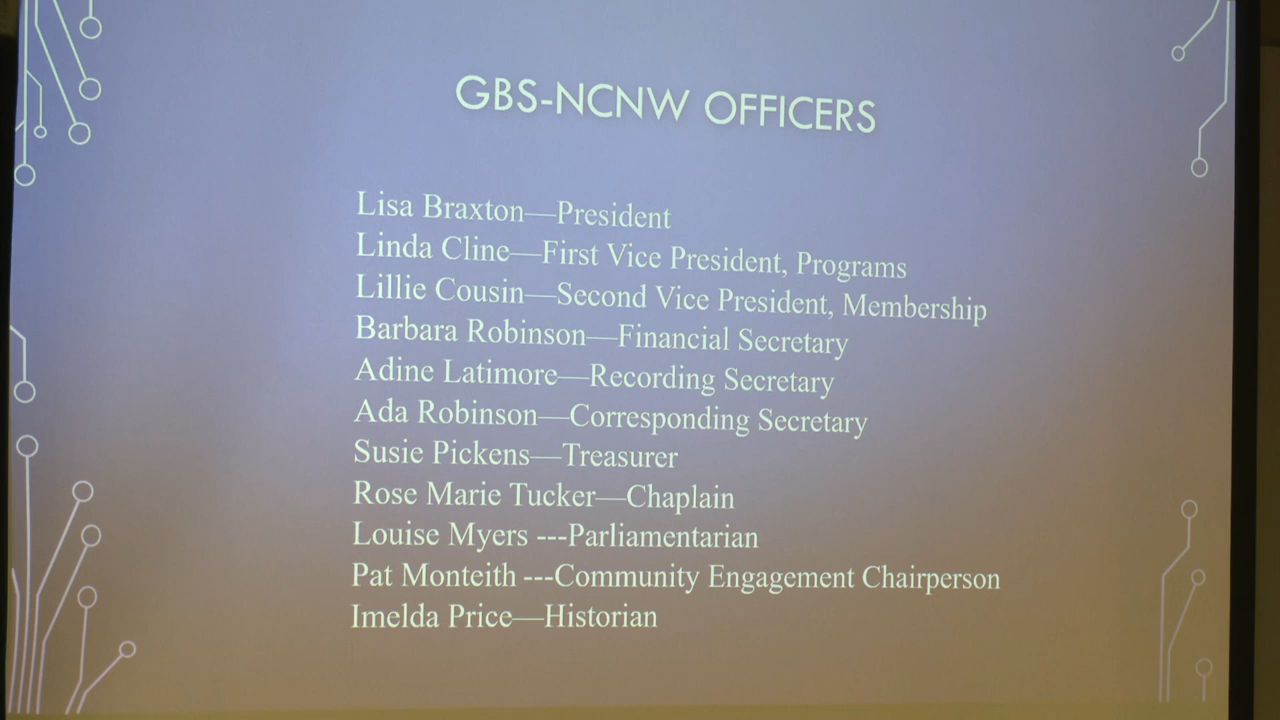 GBS-NCNW OFFICERS
Lisa Braxton—President
Linda Cline—First Vice President, Programs
Lillie Cousin—Second Vice President, Membership
Barbara Robinson—Financial Secretary
Adine Latimore—Recording Secretary
Ada Robinson—Corresponding Secretary
Susie Pickens—Treasurer
Rose Marie Tucker—Chaplain
Louise Myers ---Parliamentarian
Pat Monteith ---Community Engagement Chairperson
Imelda Price—Historian